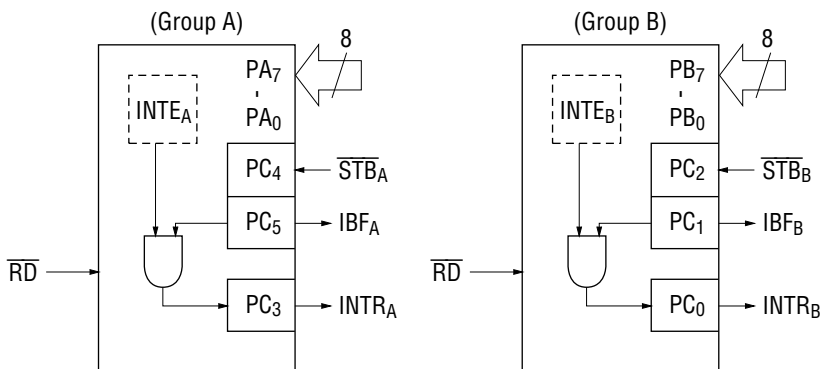 (Group A)
8
PA7
PA0
INTEA
PC4
STBA
PC5
IBFA
RD
PC3
INTRA
(Group B)
8
PB7
PB0
INTEB
PC2
STBB
PC1
IBFB
RD
PC0
INTRB